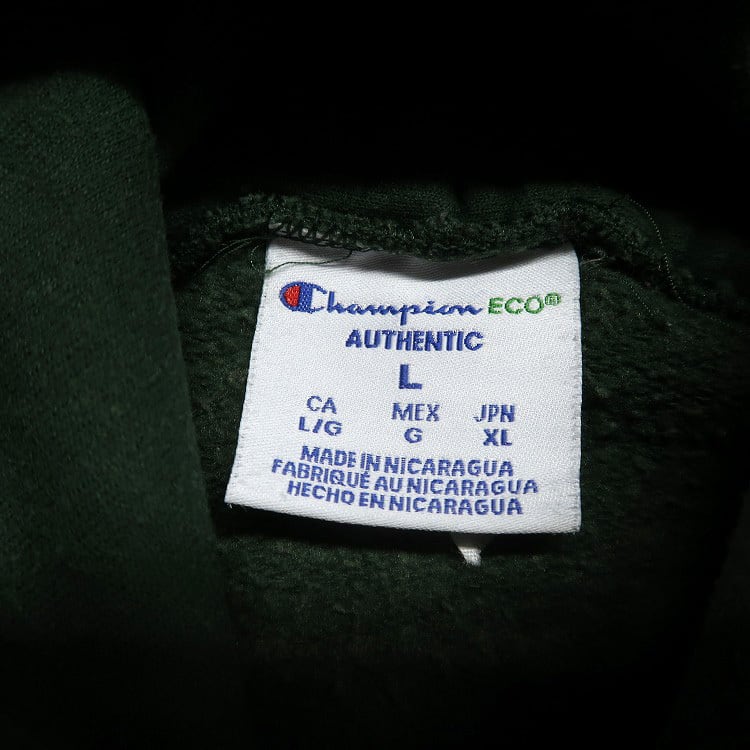 Champion ECO®
AUTHENTIC
L
CA MEX JPN
L/G G XL
MADE IN NICARAGUA
FABRIQUÉ AU NICARAGUA
HECHO EN NICARAGUA